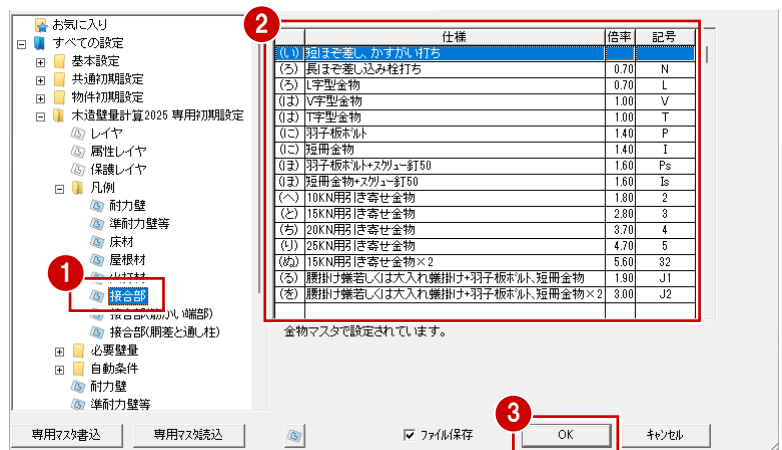 お気に入り
すべての設定
基本設定
共通初期設定
物件初期設定
木造壁量計算2025 専用初期設定
レイヤ
属性レイヤ
保護レイヤ
凡例
耐力壁
準耐力壁等
床材
屋根材
1
接合部
接合部(胴差と通し柱)
必要壁量
自動条件
耐力壁
準耐力壁等
2
仕様 倍率 記号
(い) 短ほぞ差し、かすがい打ち
(ろ) 長ほぞ差し込み栓打ち 0.70 N
(ろ) L字型金物 0.70 L
(は) V字型金物 1.00 V
(は) T字型金物 1.00 T
(に) 羽子板ボルト 1.40 P
(に) 短冊金物 1.40 I
(ほ) 羽子板ボルト+スクリュー釘50 1.60 Ps
(ほ) 短冊金物+スクリュー釘50 1.60 Is
(へ) 10KN用引き寄せ金物 1.80 2
(と) 15KN用引き寄せ金物 2.80 3
(ち) 20KN用引き寄せ金物 3.70 4
(り) 25KN用引き寄せ金物 4.70 5
(ぬ) 15KN用引き寄せ金物×2 5.60 32
(る) 腰掛け蟻若しくは大入れ蟻掛け+羽子板ボルト、短冊金物 1.90 J1
(を) 腰掛け蟻若しくは大入れ蟻掛け+羽子板ボルト、短冊金物×2 3.00 J2
金物マスタで設定されています。
3
専用マスタ書込 専用マスタ読込 ファイル保存 OK キャンセル